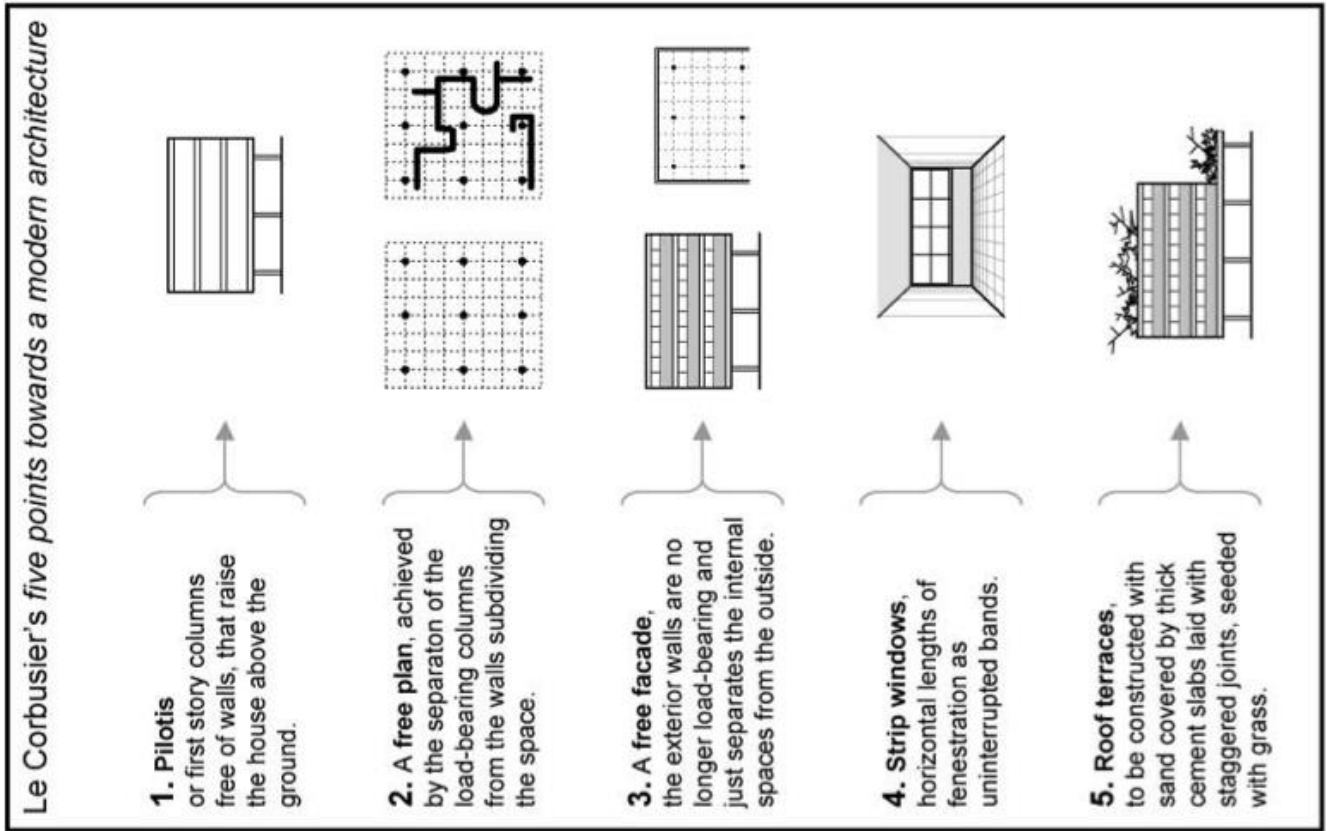 Le Corbusier's five points towards a modern architecture
1. Pilotis
or first story columns
free of walls, that raise
the house above the
ground.
2. A free plan, achieved
by the separaton of the
load-bearing columns
from the walls subdividing
the space.
3. A free facade,
the exterior walls are no
longer load-bearing and
just separates the internal
spaces from the outside.
4. Strip windows,
horizontal lengths of
fenestration as
uninterrupted bands.
5. Roof terraces,
to be constructed with
sand covered by thick
cement slabs laid with
staggered joints, seeded
with grass.